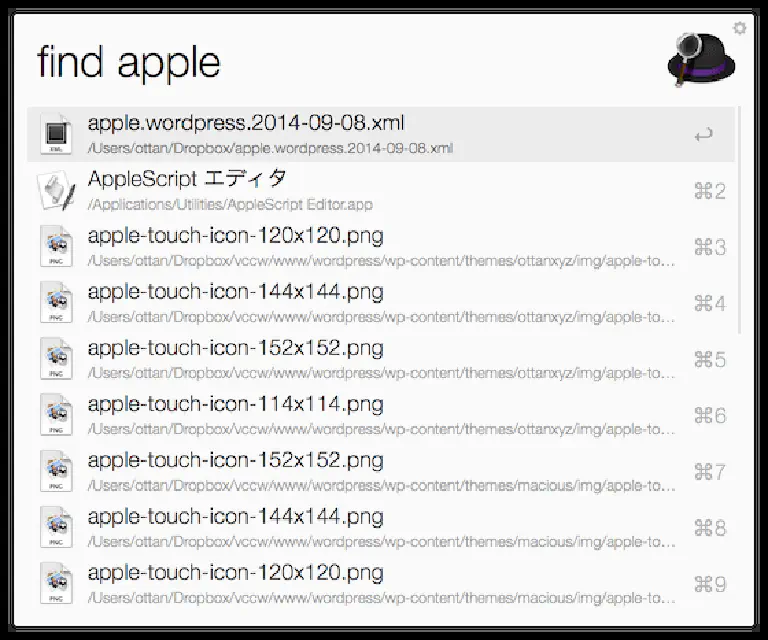 find apple
apple.wordpress.2014-09-08.xml
/Users/ottan/Dropbox/apple.wordpress.2014-09-08.xml
AppleScript エディタ
⌘2
/Applications/Utilities/AppleScript Editor.app
apple-touch-icon-120x120.png
⌘3
/Users/ottan/Dropbox/vccw/www/wordpress/wp-content/themes/ottanxyz/img/apple-to...
apple-touch-icon-144x144.png
⌘4
/Users/ottan/Dropbox/vccw/www/wordpress/wp-content/themes/ottanxyz/img/apple-to...
apple-touch-icon-152x152.png
⌘5
/Users/ottan/Dropbox/vccw/www/wordpress/wp-content/themes/ottanxyz/img/apple-to...
apple-touch-icon-114x114.png
⌘6
/Users/ottan/Dropbox/vccw/www/wordpress/wp-content/themes/ottanxyz/img/apple-to...
apple-touch-icon-152x152.png
⌘7
/Users/ottan/Dropbox/vccw/www/wordpress/wp-content/themes/macious/img/apple-to...
apple-touch-icon-144x144.png
⌘8
/Users/ottan/Dropbox/vccw/www/wordpress/wp-content/themes/macious/img/apple-to...
apple-touch-icon-120x120.png
⌘9
/Users/ottan/Dropbox/vccw/www/wordpress/wp-content/themes/macious/img/apple-to...